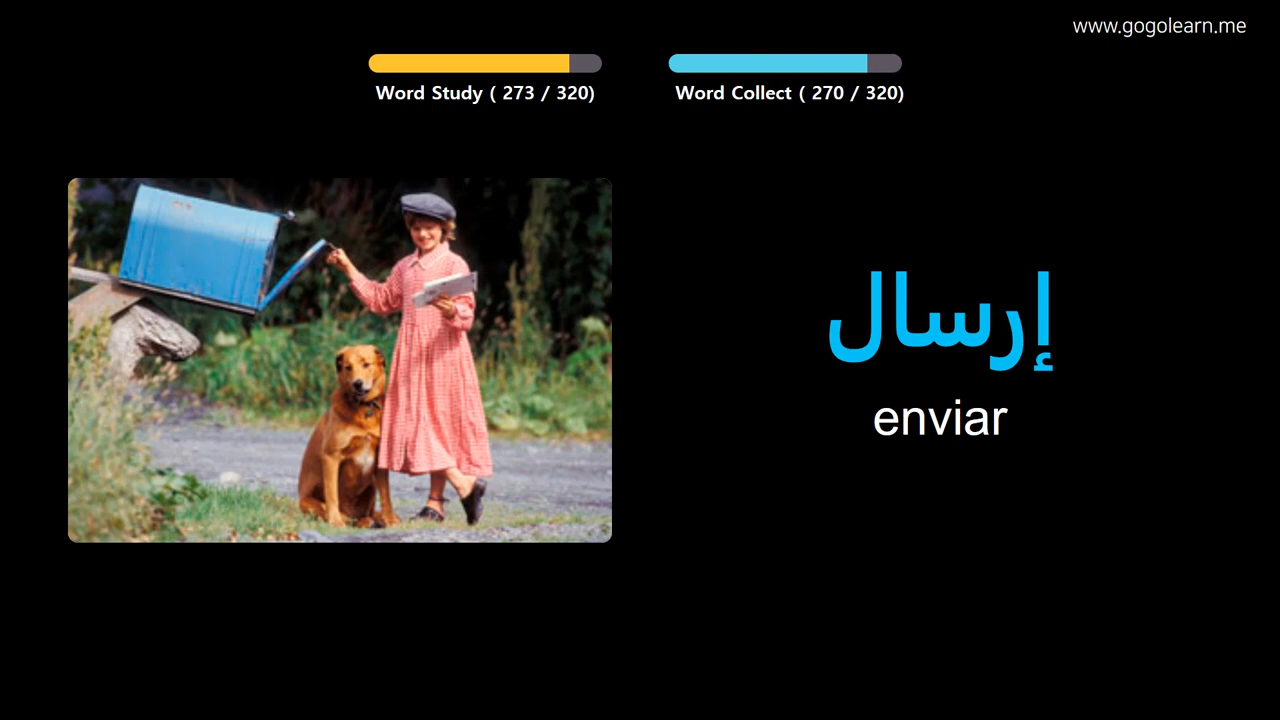 www.gogolearn.me
Word Study ( 273 / 320)
Word Collect ( 270 / 320)
إرسال
enviar